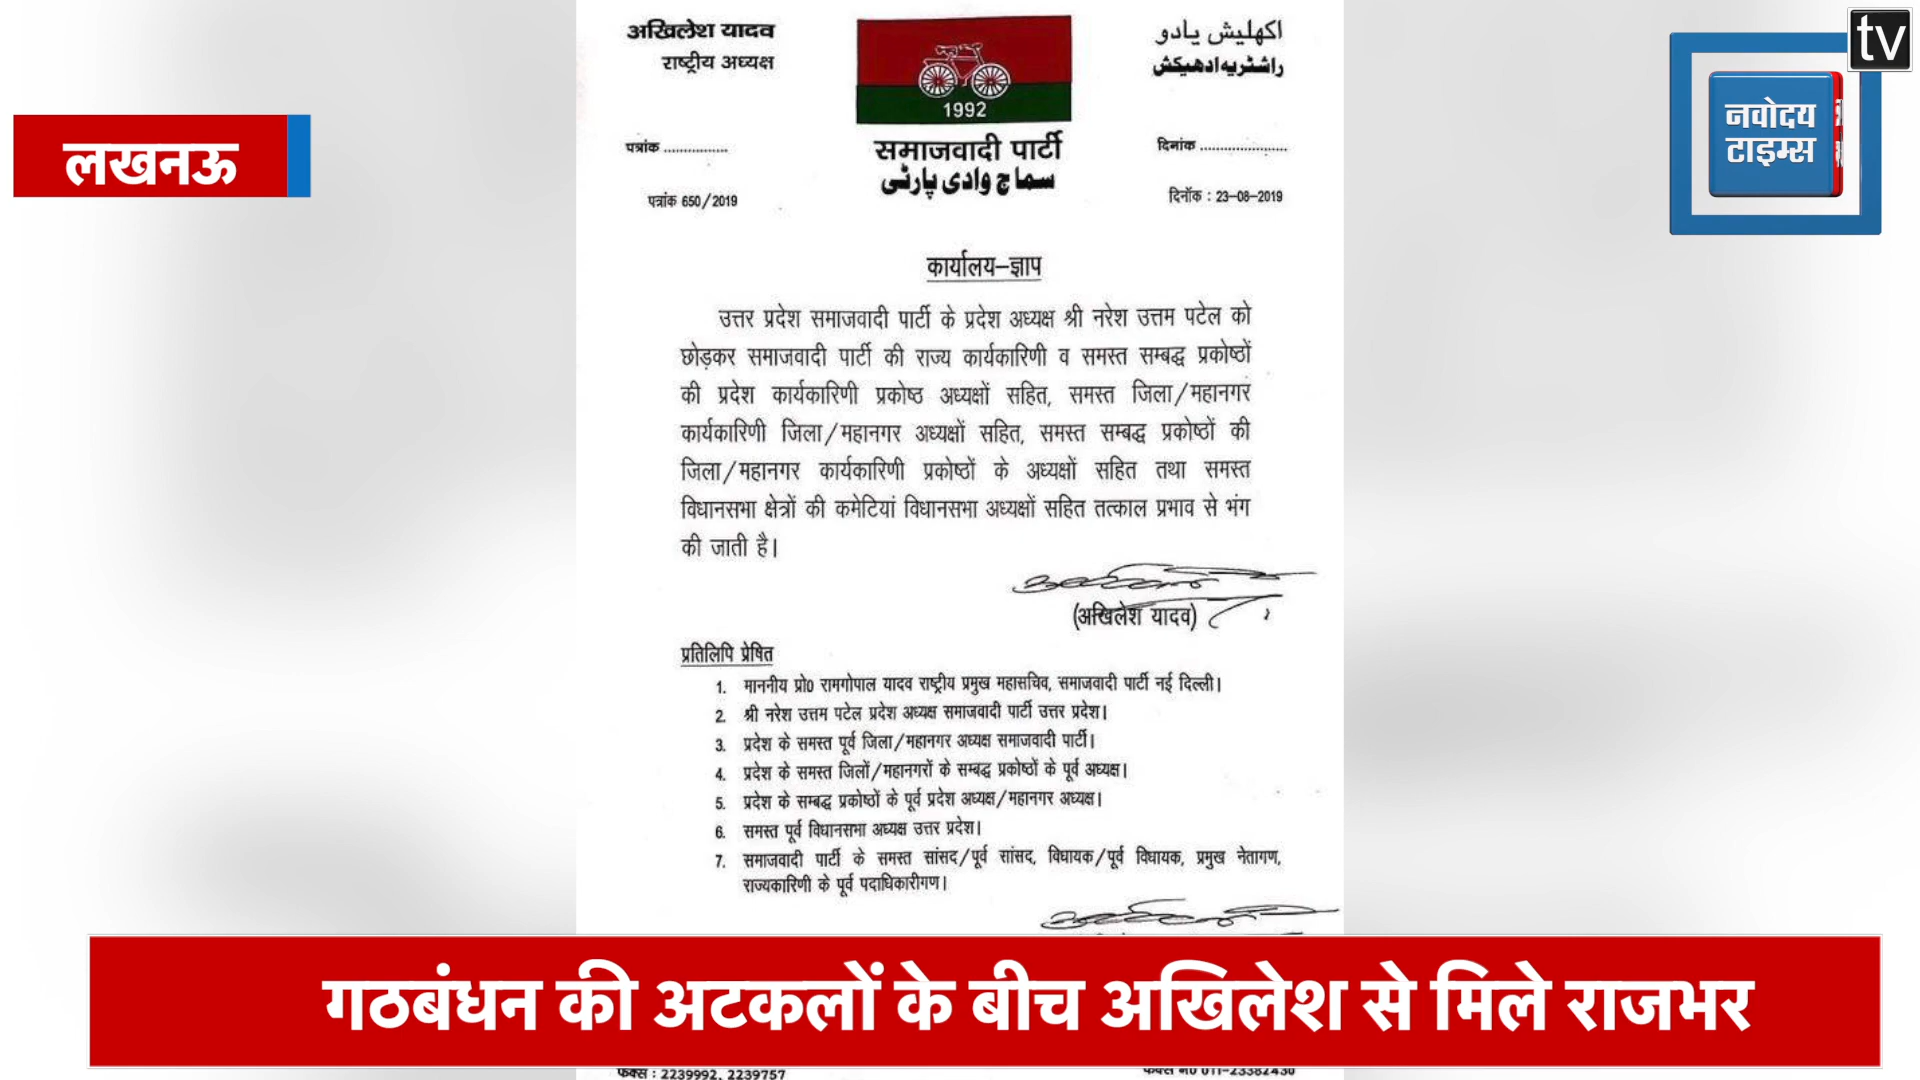 अखिलेश यादव
राष्ट्रीय अध्यक्ष
1992
समाजवादी पार्टी
سماج وادی پارٹی
اکھلیش یادو
راشٹریہ ادھیکش
tv
नवोदय
टाइम्स
लखनऊ
पत्रांक ................
दिनांक ......................
पत्रांक 650/2019
दिनॉक : 23-08-2019
कार्यालय-ज्ञाप
उत्तर प्रदेश समाजवादी पार्टी के प्रदेश अध्यक्ष श्री नरेश उत्तम पटेल को
छोड़कर समाजवादी पार्टी की राज्य कार्यकारिणी व समस्त सम्बद्ध प्रकोष्ठों
की प्रदेश कार्यकारिणी प्रकोष्ठ अध्यक्षों सहित, समस्त जिला/महानगर
कार्यकारिणी जिला/महानगर अध्यक्षों सहित, समस्त सम्बद्ध प्रकोष्ठों की
जिला/महानगर कार्यकारिणी प्रकोष्ठों के अध्यक्षों सहित तथा समस्त
विधानसभा क्षेत्रों की कमेटियां विधानसभा अध्यक्षों सहित तत्काल प्रभाव से भंग
की जाती है।
(अखिलेश यादव)
प्रतिलिपि प्रेषित
1. माननीय प्रो0 रामगोपाल यादव राष्ट्रीय प्रमुख महासचिव, समाजवादी पार्टी नई दिल्ली।
2. श्री नरेश उत्तम पटेल प्रदेश अध्यक्ष समाजवादी पार्टी उत्तर प्रदेश।
3. प्रदेश के समस्त पूर्व जिला/महानगर अध्यक्ष समाजवादी पार्टी।
4. प्रदेश के समस्त जिलों/महानगरों के सम्बद्ध प्रकोष्ठों के पूर्व अध्यक्ष।
5. प्रदेश के सम्बद्ध प्रकोष्ठों के पूर्व प्रदेश अध्यक्ष/महानगर अध्यक्ष।
6. समस्त पूर्व विधानसभा अध्यक्ष उत्तर प्रदेश।
7. समाजवादी पार्टी के समस्त सांसद/पूर्व सांसद, विधायक/पूर्व विधायक, प्रमुख नेतागण,
राज्यकारिणी के पूर्व पदाधिकारीगण।
गठबंधन की अटकलों के बीच अखिलेश से मिले राजभर
फैक्स : 2239992, 2239757
फैक्स नं0 011-23382430